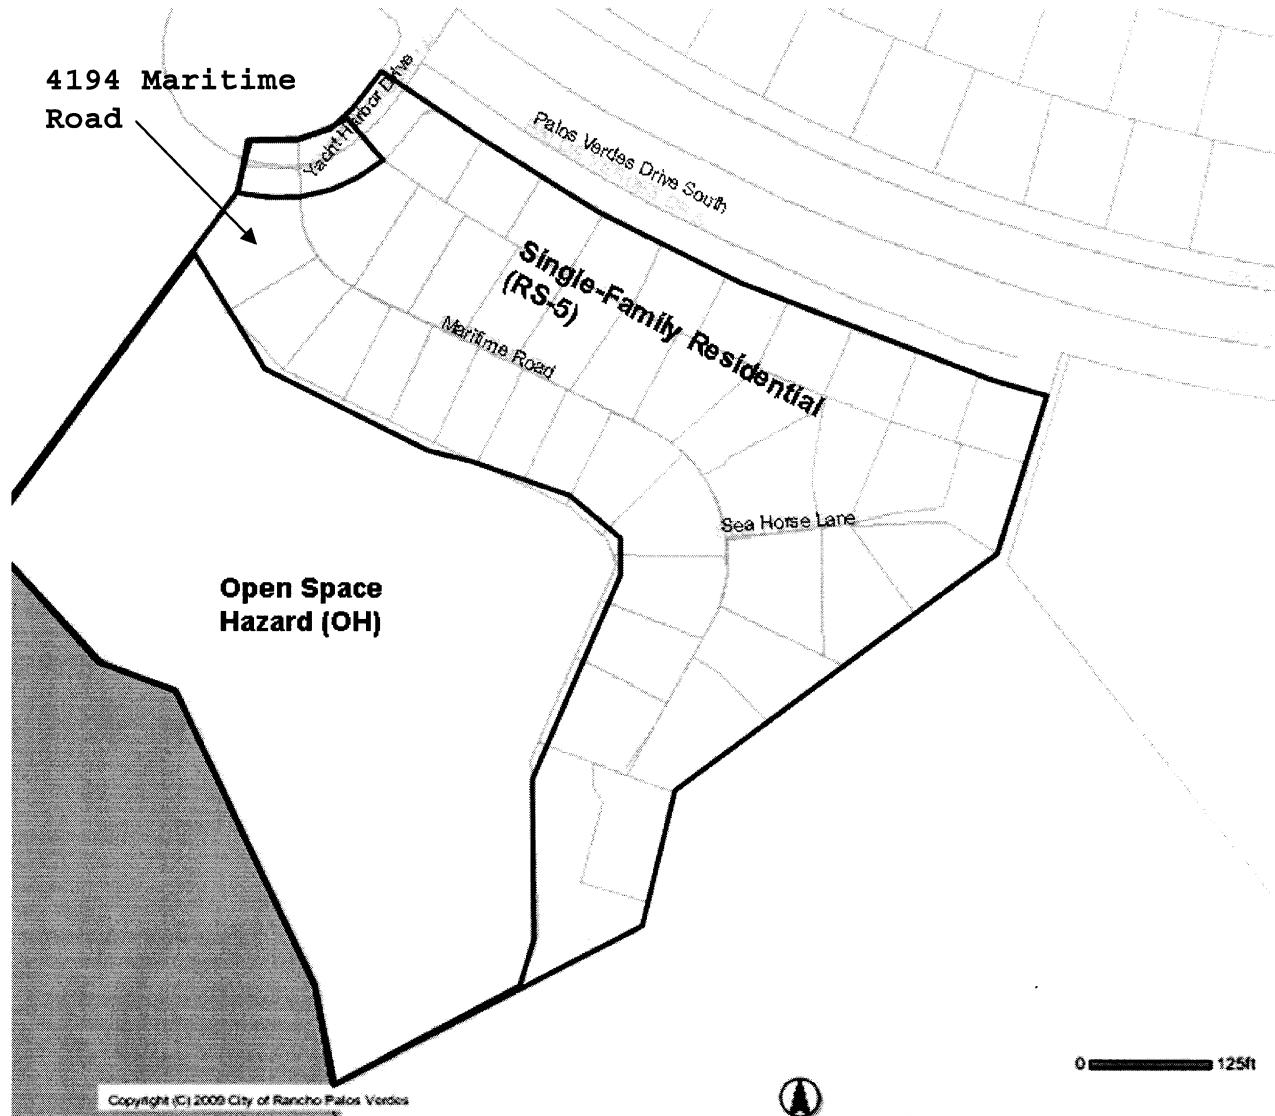 4194 Maritime
Road
Yacht Harbor Drive
Palos Verdes Drive South
Single-Family Residential
(RS-5)
Maritime Road
Sea Horse Lane
Open Space
Hazard (OH)
0 125ft
Copyright (C) 2009 City of Rancho Palos Verdes